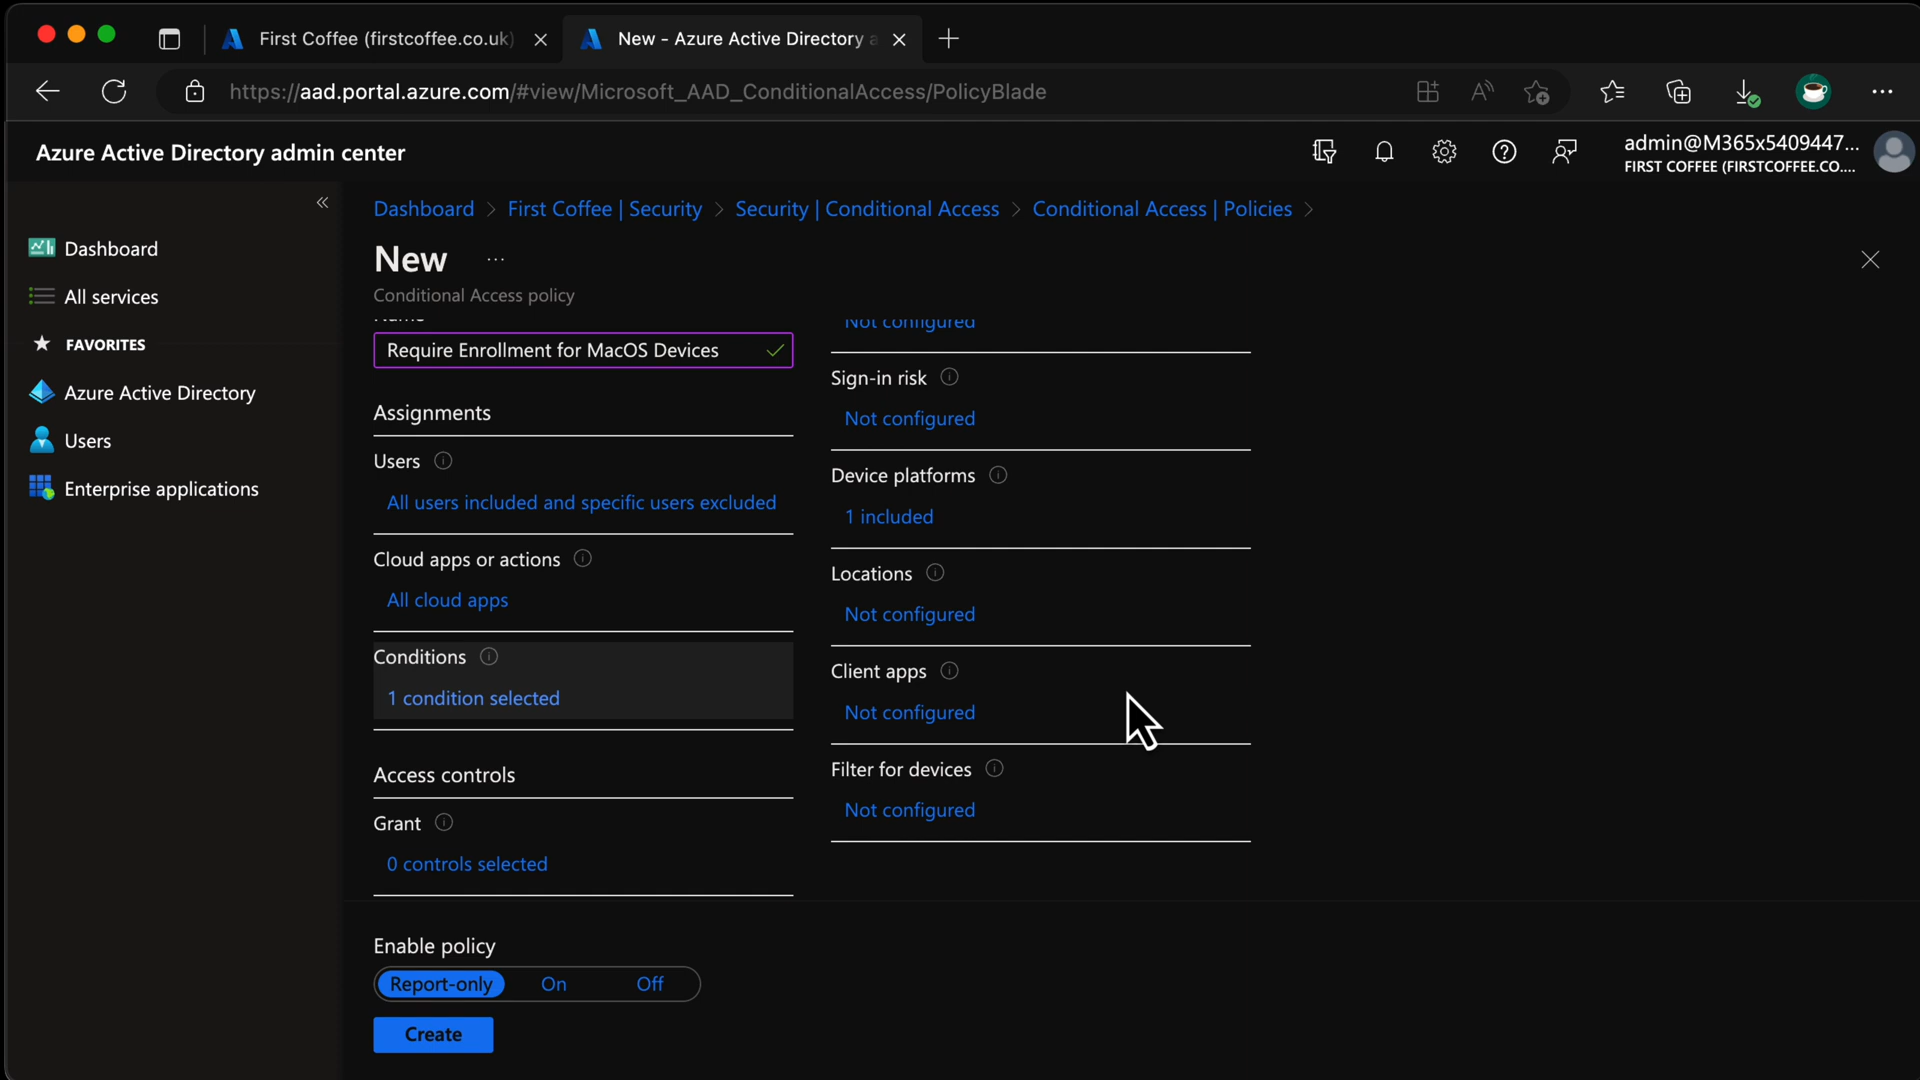 First Coffee (firstcoffee.co.uk)
New - Azure Active Directory a
https://aad.portal.azure.com/#view/Microsoft_AAD_ConditionalAccess/PolicyBlade
Azure Active Directory admin center
admin@M365x5409447...
FIRST COFFEE (FIRSTCOFFEE.CO....
Dashboard > First Coffee | Security > Security | Conditional Access > Conditional Access | Policies >
Dashboard
All services
FAVORITES
Azure Active Directory
Users
Enterprise applications
New ...
Conditional Access policy
Name
Require Enrollment for MacOS Devices
Assignments
Users
All users included and specific users excluded
Cloud apps or actions
All cloud apps
Conditions
1 condition selected
Access controls
Grant
0 controls selected
Not configured
Sign-in risk
Not configured
Device platforms
1 included
Locations
Not configured
Client apps
Not configured
Filter for devices
Not configured
Enable policy
Report-only On Off
Create